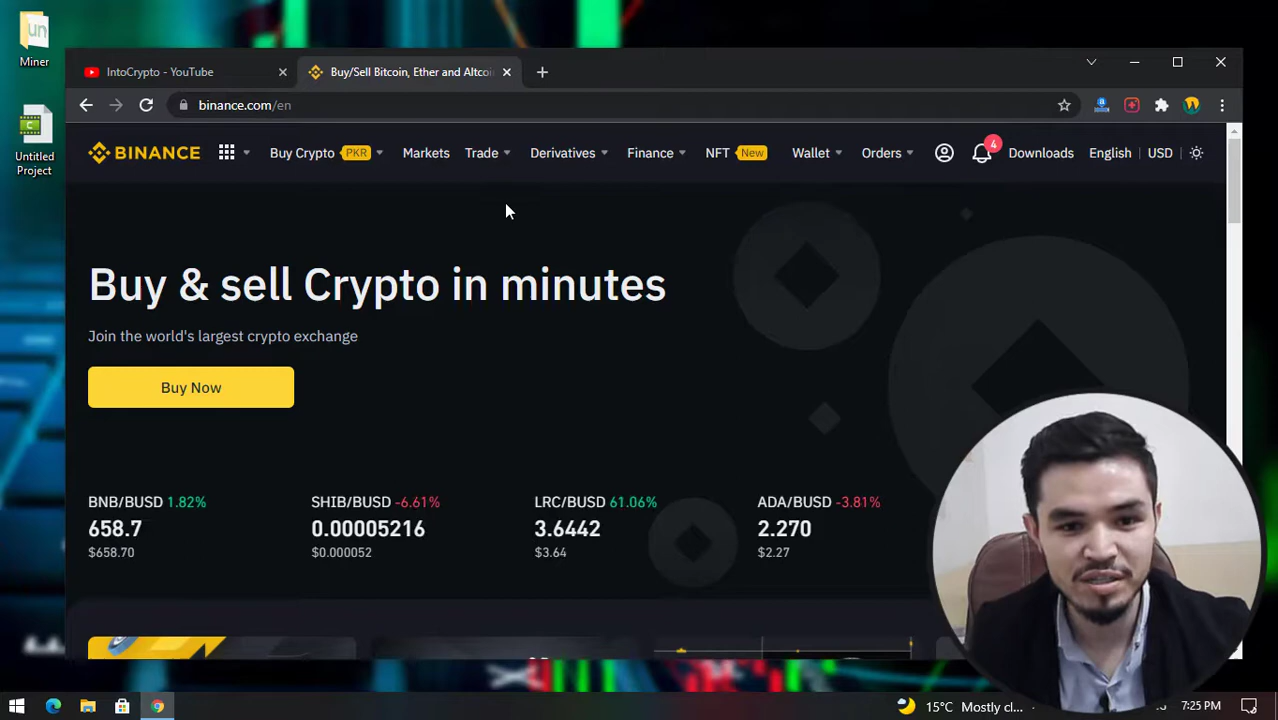 Miner
Untitled
Project
IntoCrypto - YouTube
Buy/Sell Bitcoin, Ether and Altcoi
binance.com/en
BINANCE
Buy Crypto PKR
Markets
Trade
Derivatives
Finance
NFT New
Wallet
Orders
4
Downloads
English
USD
Buy & sell Crypto in minutes
Join the world's largest crypto exchange
Buy Now
BNB/BUSD 1.82%
658.7
$658.70
SHIB/BUSD -6.61%
0.00005216
$0.000052
LRC/BUSD 61.06%
3.6442
$3.64
ADA/BUSD -3.81%
2.270
$2.27
15°C Mostly cl...
7:25 PM